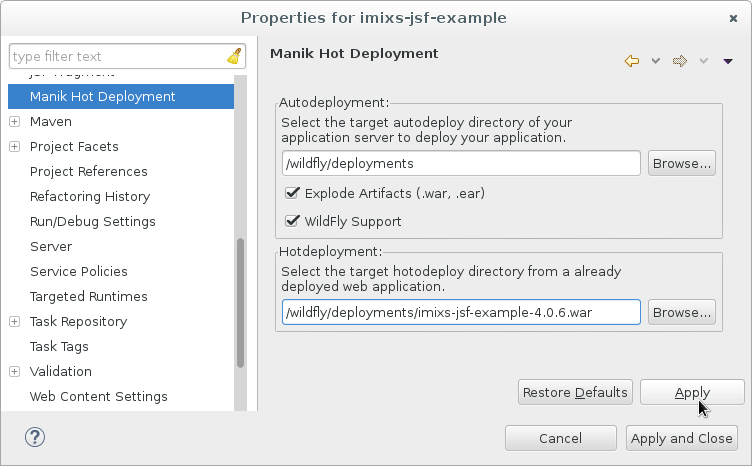 Properties for imixs-jsf-example
type filter text
JSF Fragment
Manik Hot Deployment
Maven
Project Facets
Project References
Refactoring History
Run/Debug Settings
Server
Service Policies
Targeted Runtimes
Task Repository
Task Tags
Validation
Web Content Settings
Manik Hot Deployment
Autodeployment:
Select the target autodeploy directory of your
application server to deploy your application.
/wildfly/deployments
Browse...
Explode Artifacts (.war, .ear)
WildFly Support
Hotdeployment:
Select the target hotodeploy directory from a already
deployed web application.
/wildfly/deployments/imixs-jsf-example-4.0.6.war
Browse...
Restore Defaults
Apply
?
Cancel
Apply and Close